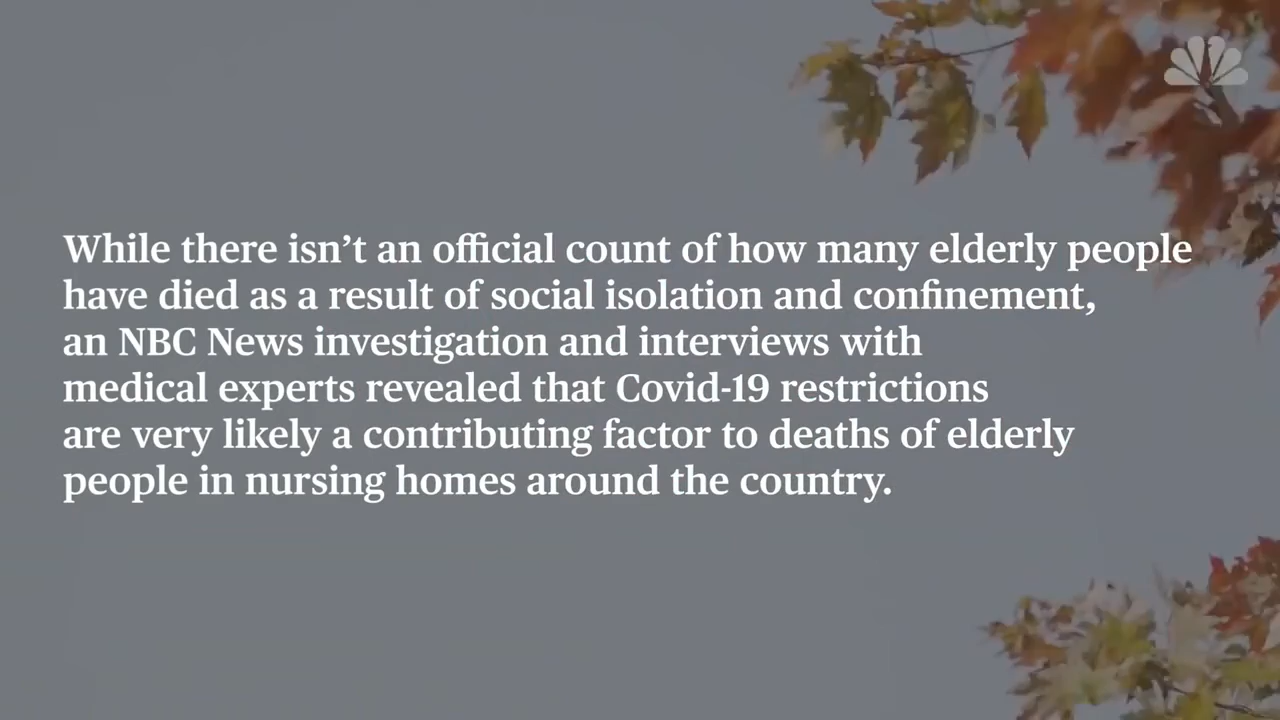 While there isn’t an official count of how many elderly people
have died as a result of social isolation and confinement,
an NBC News investigation and interviews with
medical experts revealed that Covid-19 restrictions
are very likely a contributing factor to deaths of elderly
people in nursing homes around the country.